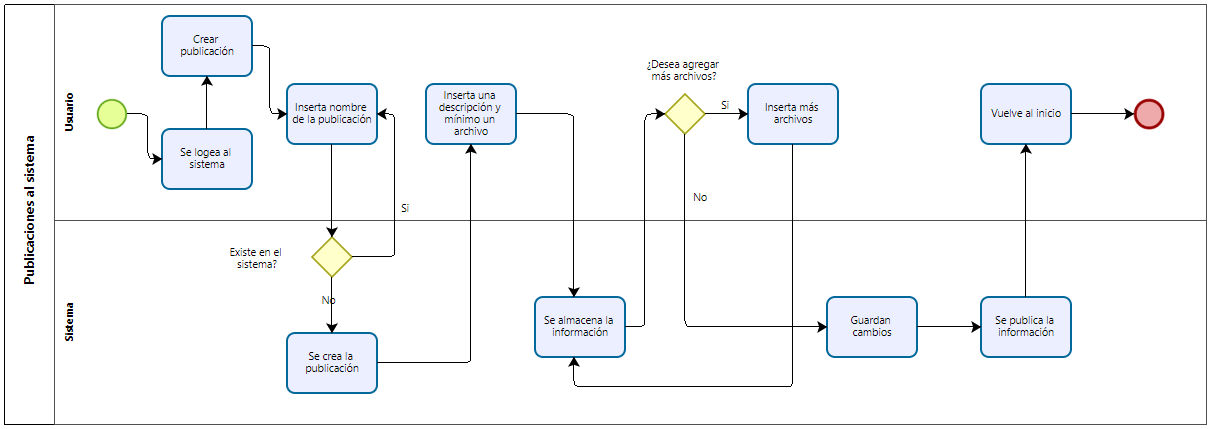 Publicaciones al sistema
Usuario
Crear
publicación
Se logea al
sistema
Inserta nombre
de la publicación
Si
Inserta una
descripción y
mínimo un
archivo
¿Desea agregar
más archivos?
Si
Inserta más
archivos
No
Vuelve al inicio
Sistema
Existe en el
sistema?
No
Se crea la
publicación
Se almacena la
información
Guardan
cambios
Se publica la
información